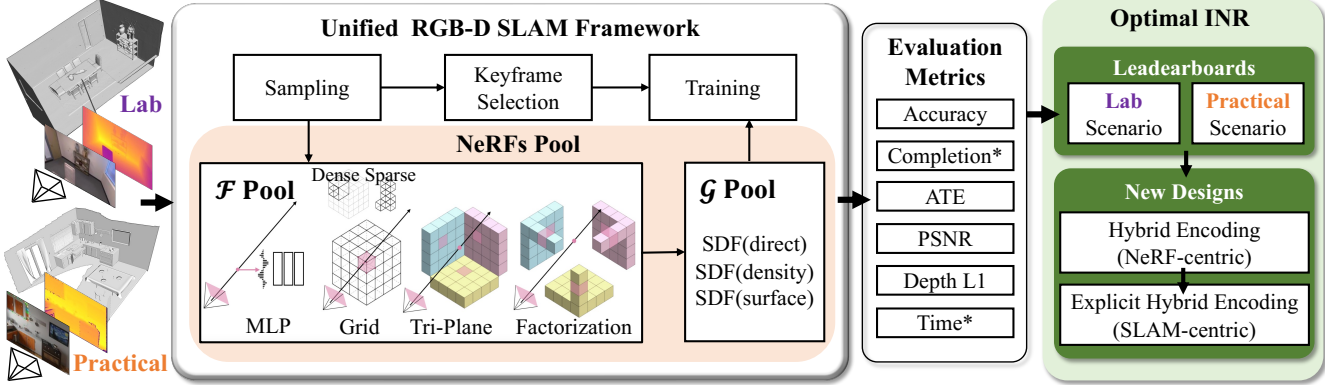 Lab
Practical
Unified RGB-D SLAM Framework
Sampling
Keyframe
Selection
Training
NeRFs Pool
ℱ Pool
Dense Sparse
MLP
Grid
Tri-Plane
Factorization
𝒢 Pool
SDF(direct)
SDF(density)
SDF(surface)
Evaluation
Metrics
Accuracy
Completion*
ATE
PSNR
Depth L1
Time*
Optimal INR
Leadearboards
Lab
Scenario
Practical
Scenario
New Designs
Hybrid Encoding
(NeRF-centric)
Explicit Hybrid Encoding
(SLAM-centric)